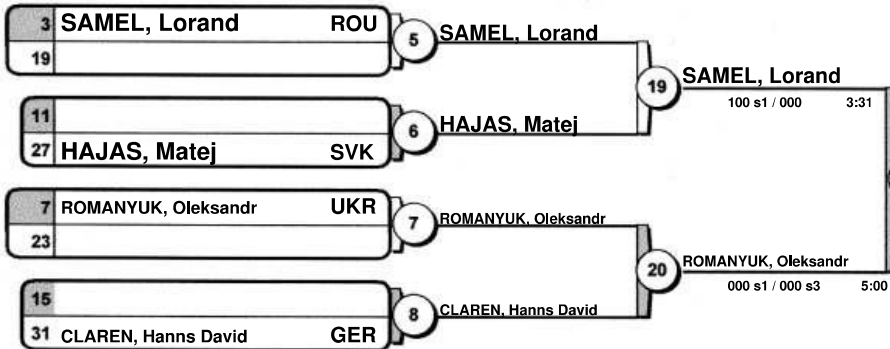 3 SAMEL, Lorand ROU
19
5
SAMEL, Lorand
11
27 HAJAS, Matej SVK
6
HAJAS, Matej
19
SAMEL, Lorand
100 s1 / 000 3:31
7 ROMANYUK, Oleksandr UKR
23
7
ROMANYUK, Oleksandr
15
31 CLAREN, Hanns David GER
8
CLAREN, Hanns David
20
ROMANYUK, Oleksandr
000 s1 / 000 s3 5:00